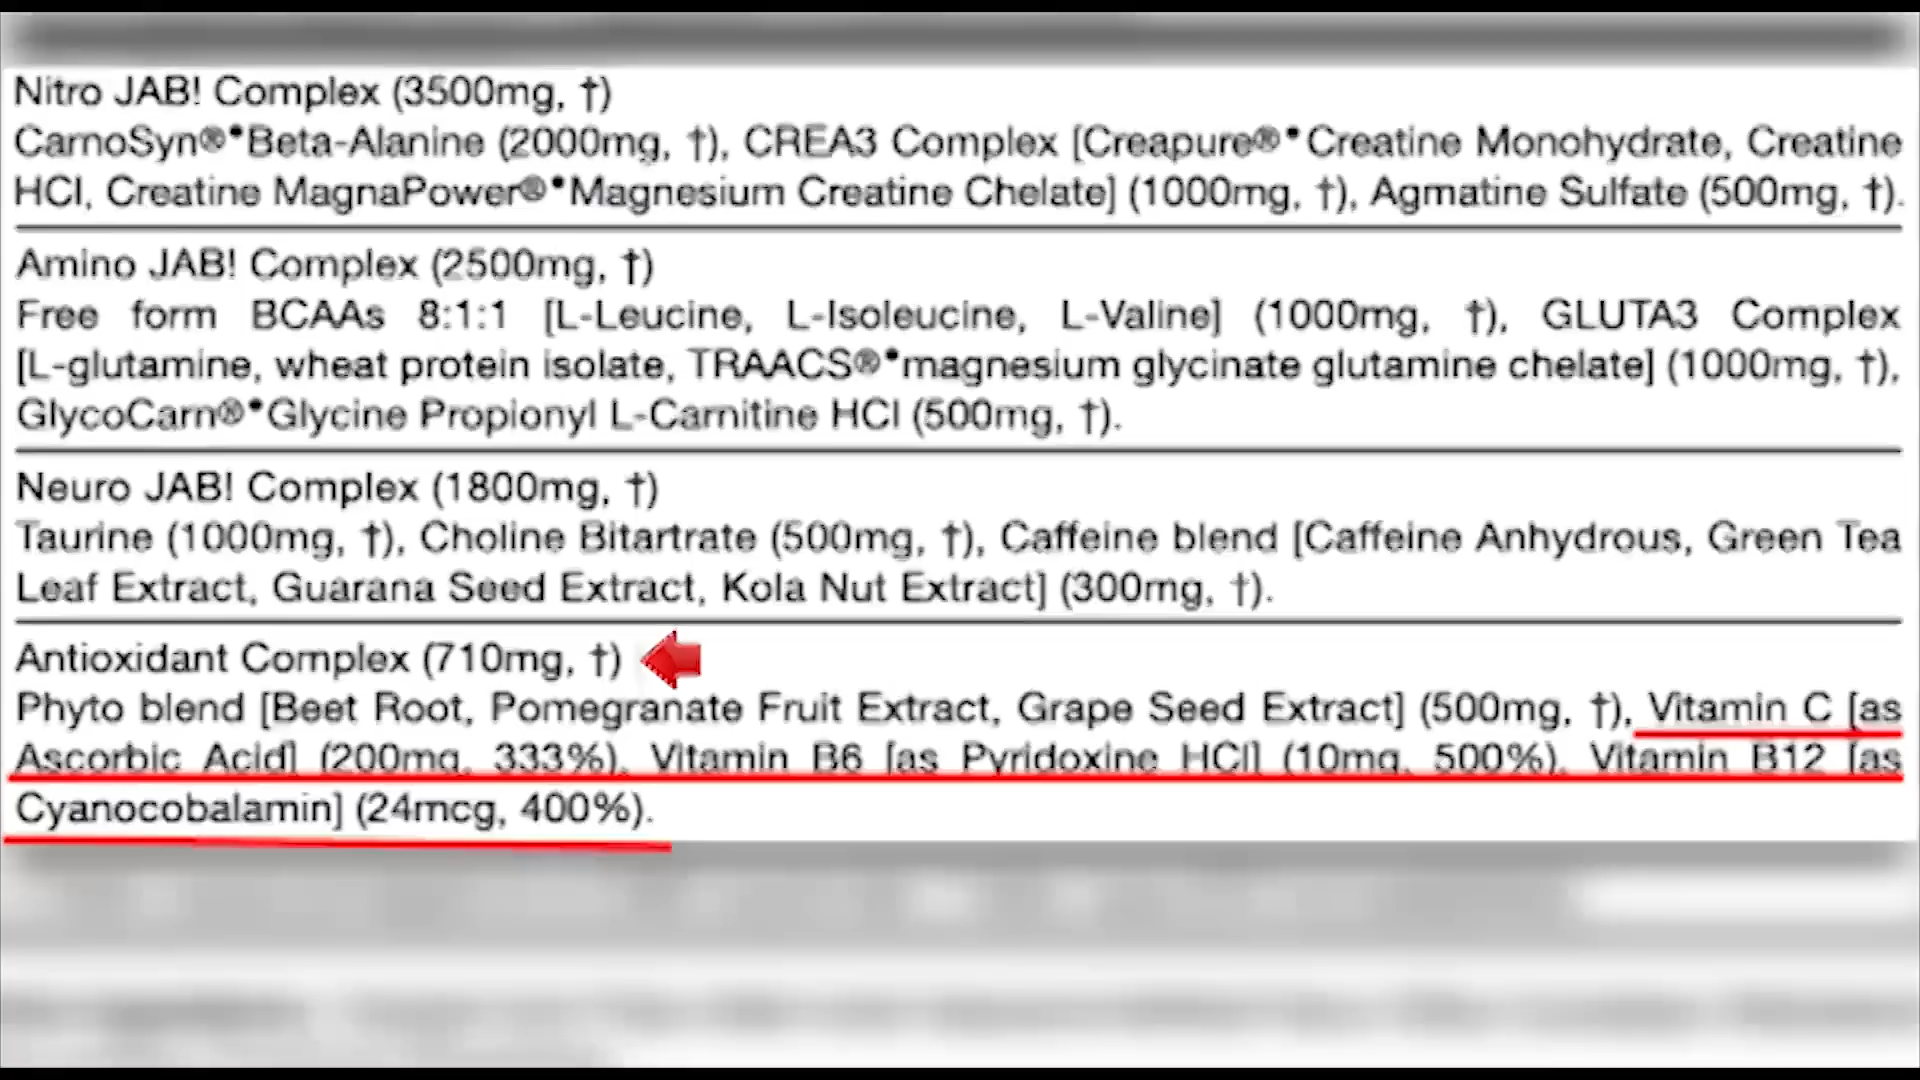 Nitro JAB! Complex (3500mg, †)
CarnoSyn®•Beta-Alanine (2000mg, †), CREA3 Complex [Creapure®•Creatine Monohydrate, Creatine
HCl, Creatine MagnaPower®•Magnesium Creatine Chelate] (1000mg, †), Agmatine Sulfate (500mg, †).
Amino JAB! Complex (2500mg, †)
Free form BCAAs 8:1:1 [L-Leucine, L-Isoleucine, L-Valine] (1000mg, †), GLUTA3 Complex
[L-glutamine, wheat protein isolate, TRAACS®•magnesium glycinate glutamine chelate] (1000mg, †),
GlycoCarn®•Glycine Propionyl L-Carnitine HCl (500mg, †).
Neuro JAB! Complex (1800mg, †)
Taurine (1000mg, †), Choline Bitartrate (500mg, †), Caffeine blend [Caffeine Anhydrous, Green Tea
Leaf Extract, Guarana Seed Extract, Kola Nut Extract] (300mg, †).
Antioxidant Complex (710mg, †)
Phyto blend [Beet Root, Pomegranate Fruit Extract, Grape Seed Extract] (500mg, †), Vitamin C [as
Ascorbic Acid] (200mg, 333%), Vitamin B6 [as Pyridoxine HCl] (10mg, 500%), Vitamin B12 [as
Cyanocobalamin] (24mcg, 400%).